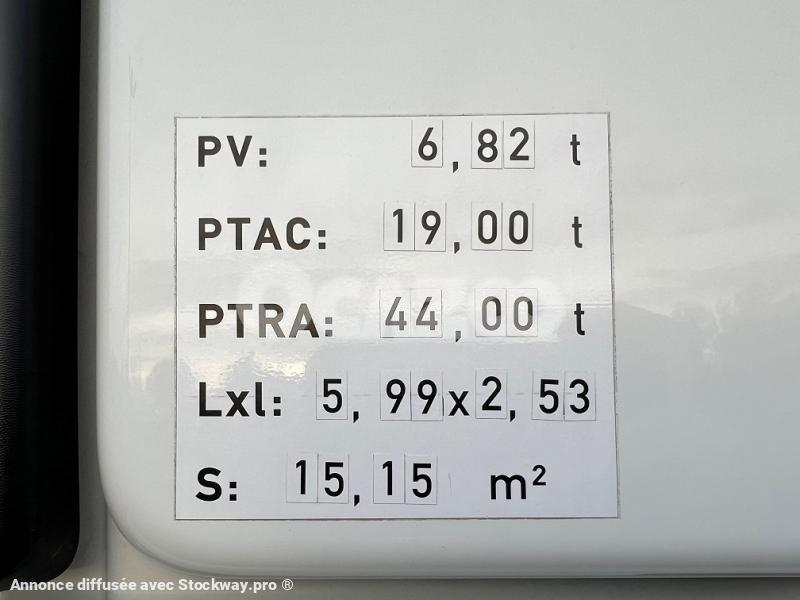 PV: 6,82 t
PTAC: 19,00 t
PTRA: 44,00 t
Lxl: 5,99x2,53
S: 15,15 m²
Annonce diffusée avec Stockway.pro ®